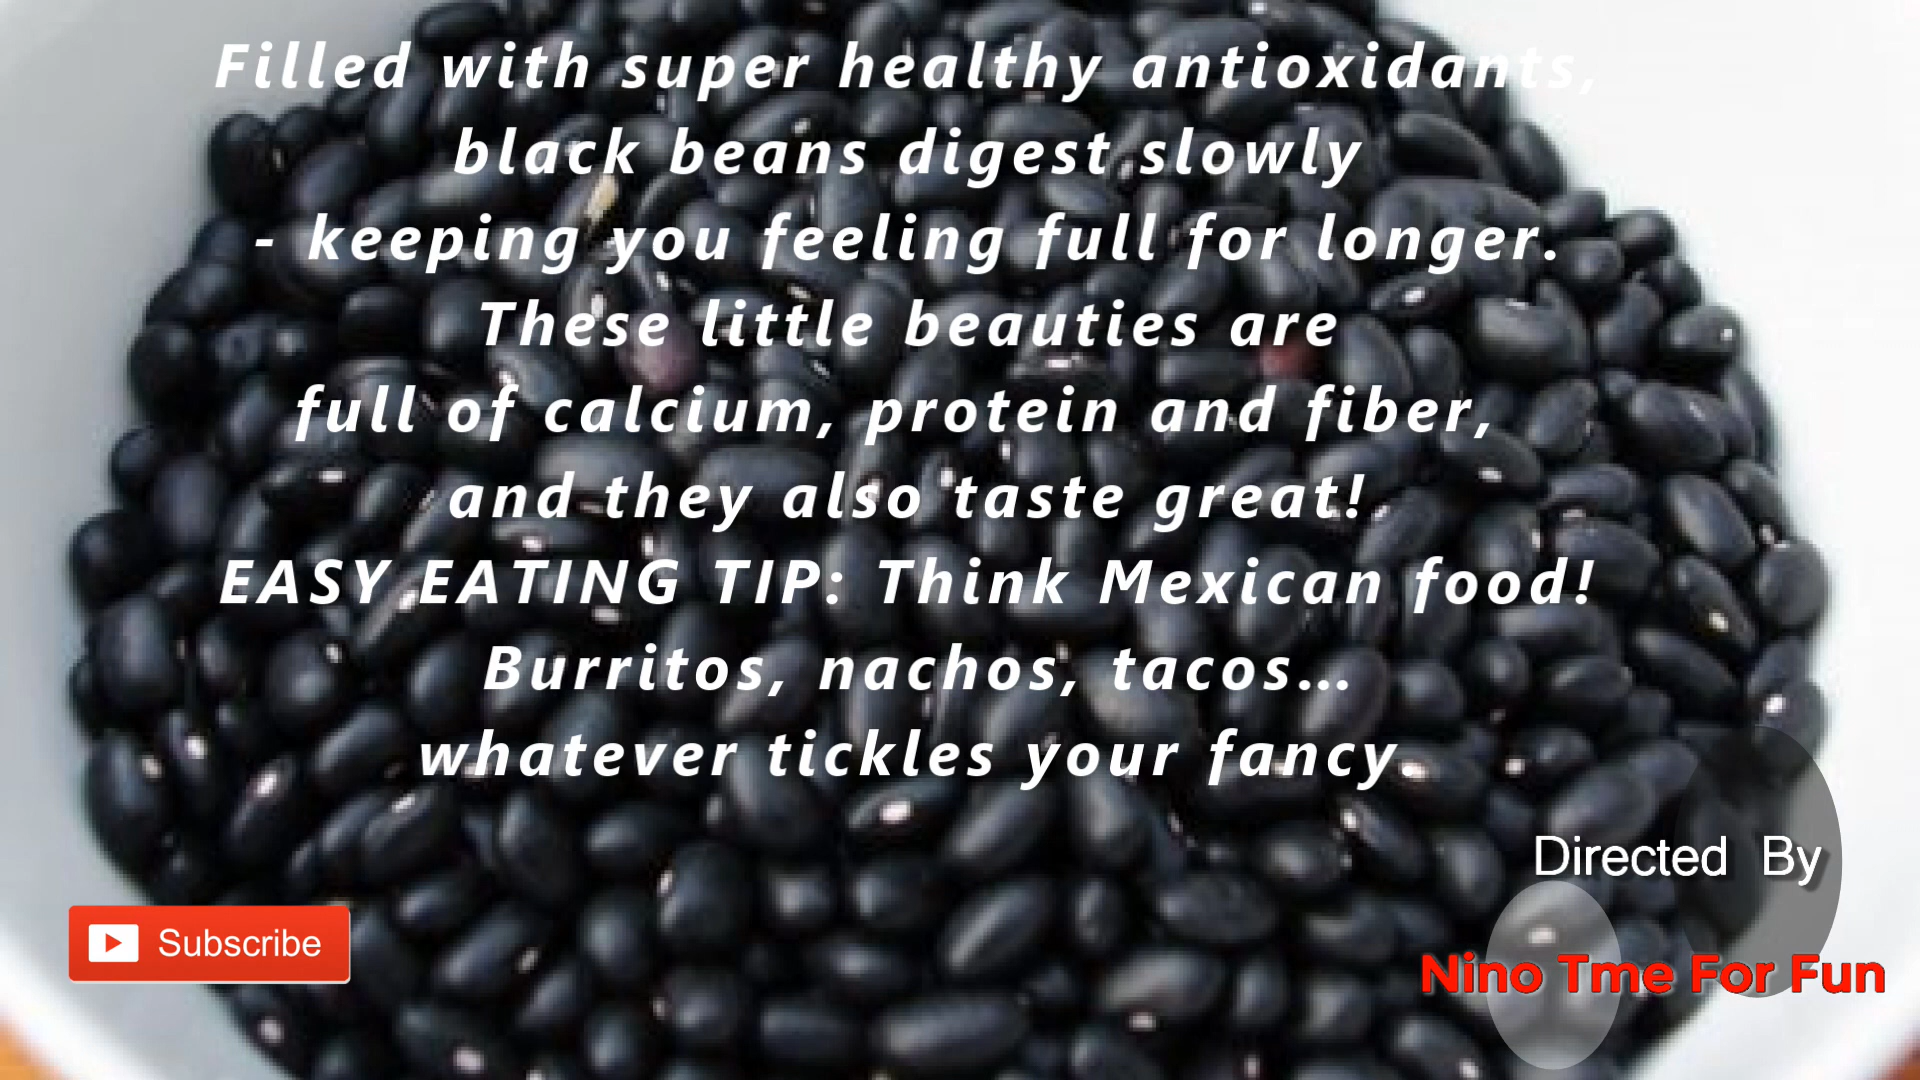 Filled with super healthy antioxidants,
black beans digest slowly
- keeping you feeling full for longer.
These little beauties are
full of calcium, protein and fiber,
and they also taste great!
EASY EATING TIP: Think Mexican food!
Burritos, nachos, tacos...
whatever tickles your fancy.
Directed By
Subscribe
Nino Tme For Fun